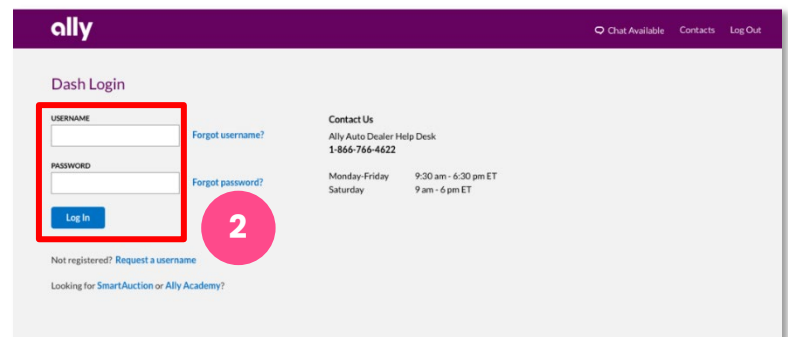 ally
Chat Available Contacts Log Out
Dash Login
USERNAME
Forgot username?
PASSWORD
Forgot password?
Log In
2
Not registered? Request a username
Looking for SmartAuction or Ally Academy?
Contact Us
Ally Auto Dealer Help Desk
1-866-766-4622
Monday-Friday 9:30 am - 6:30 pm ET
Saturday 9 am - 6 pm ET